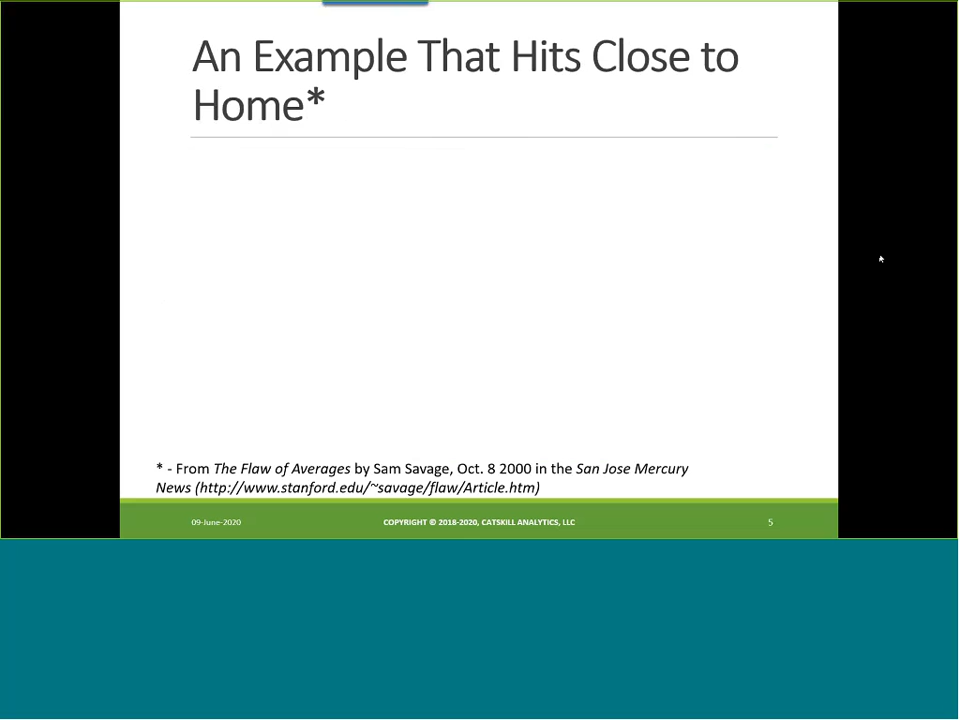 An Example That Hits Close to
Home*
* - From The Flaw of Averages by Sam Savage, Oct. 8 2000 in the San Jose Mercury
News (http://www.stanford.edu/~savage/flaw/Article.htm)
09-June-2020 COPYRIGHT © 2018-2020, CATSKILL ANALYTICS, LLC 5